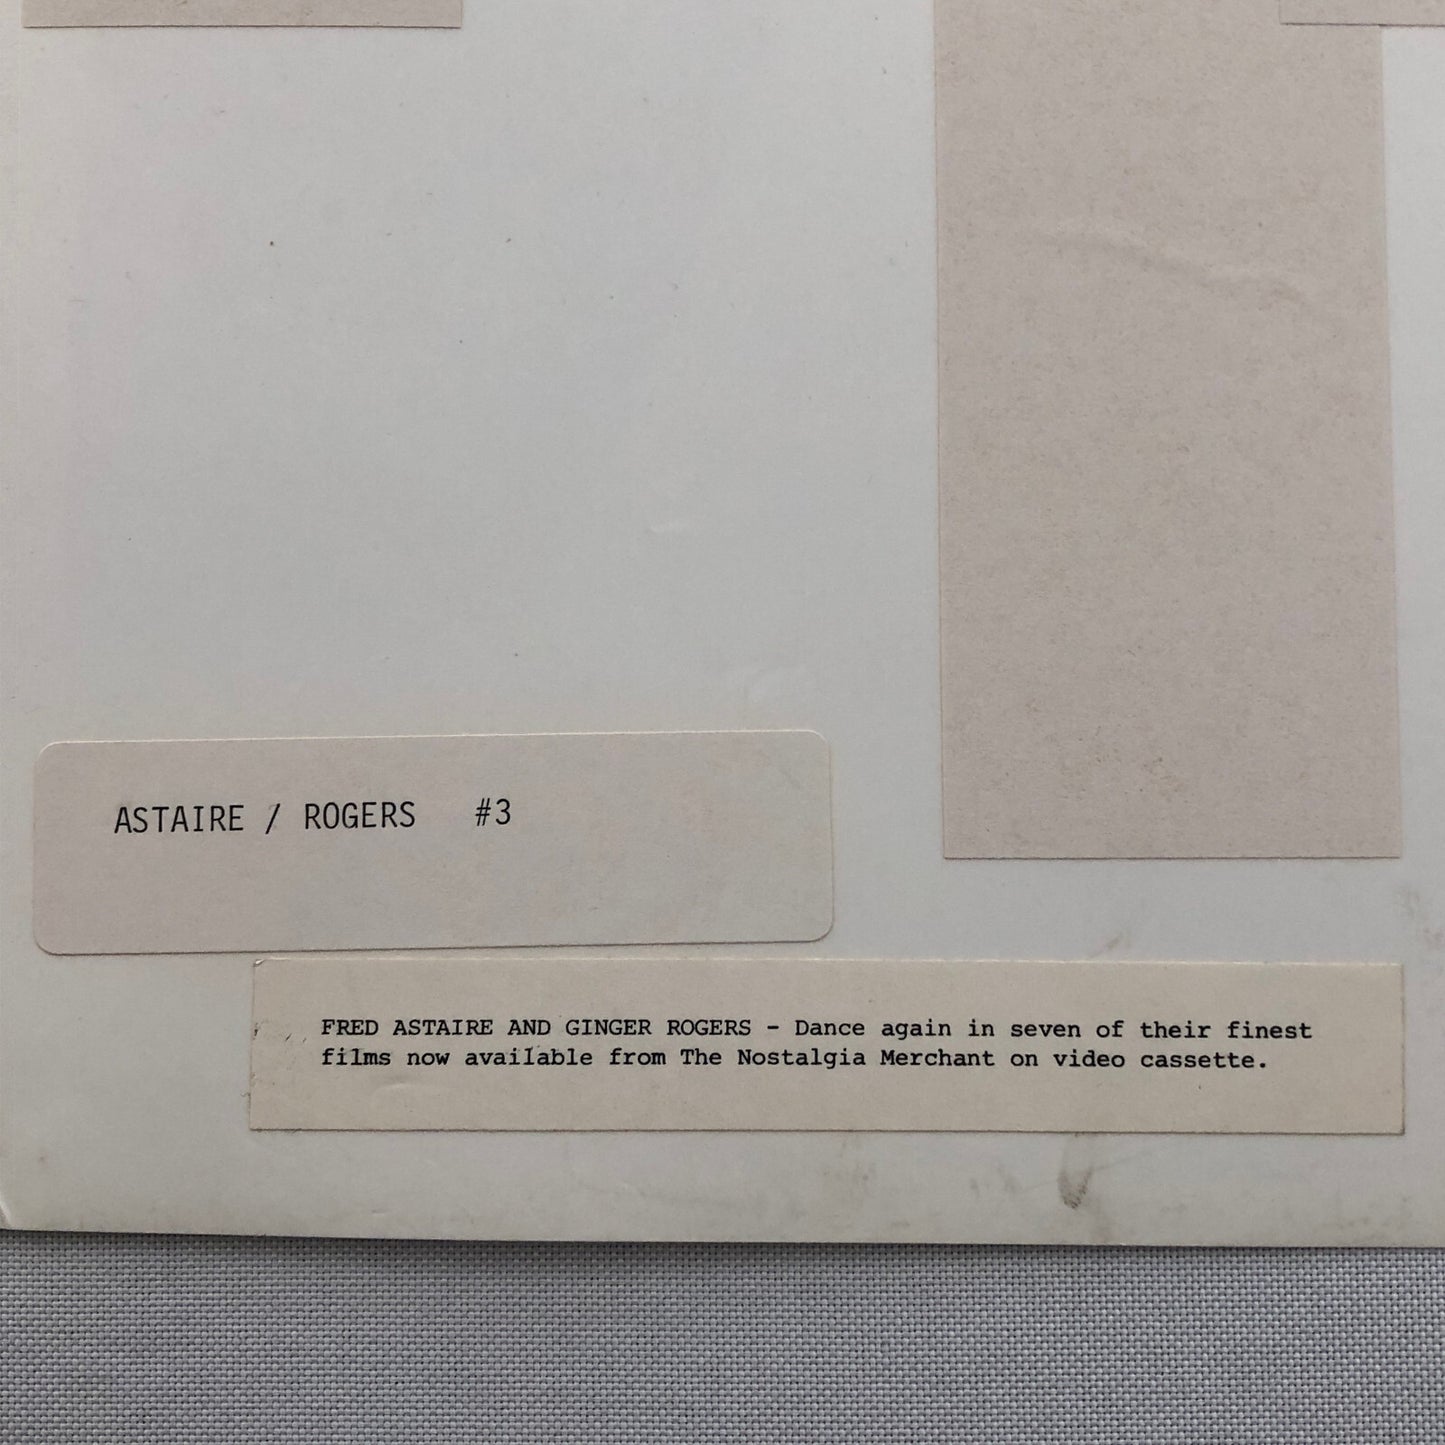 ASTAIRE / ROGERS #3
FRED ASTAIRE AND GINGER ROGERS - Dance again in seven of their finest
films now available from The Nostalgia Merchant on video cassette.